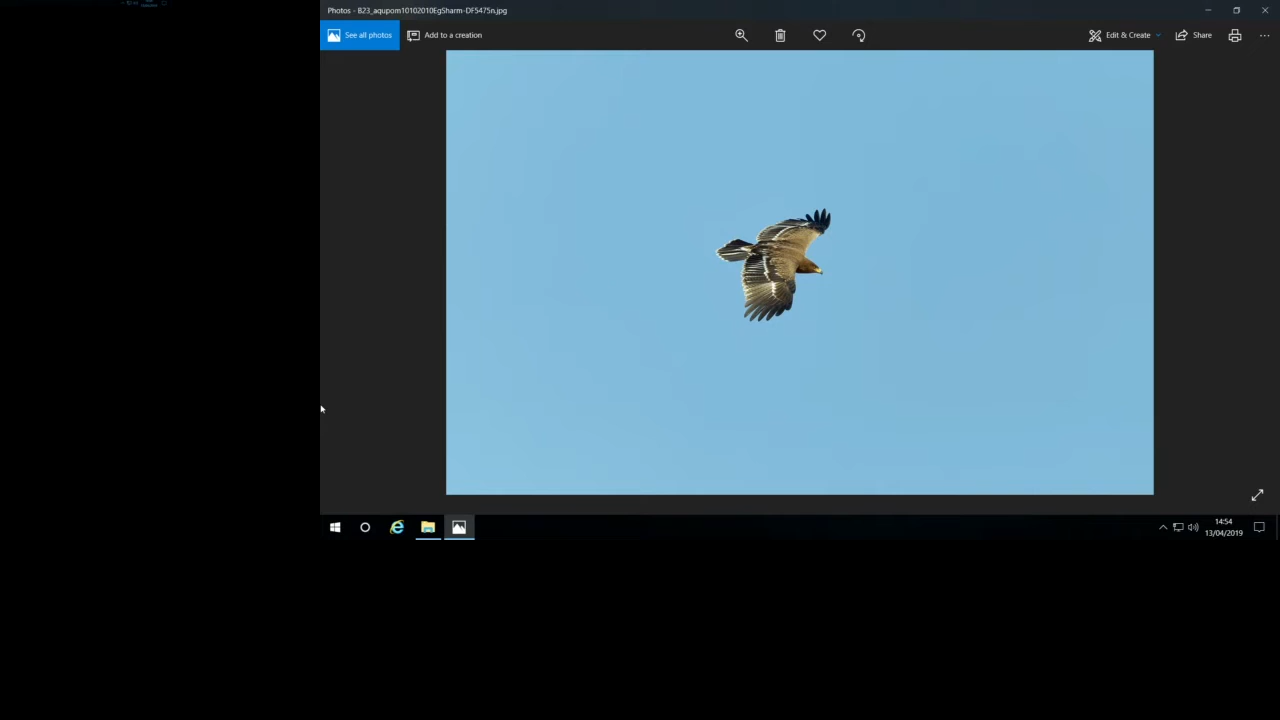 Photos - B23_aqupom10102010EgSharm-DF5475n.jpg
See all photos
Add to a creation
Edit & Create
Share
14:54
13/04/2019